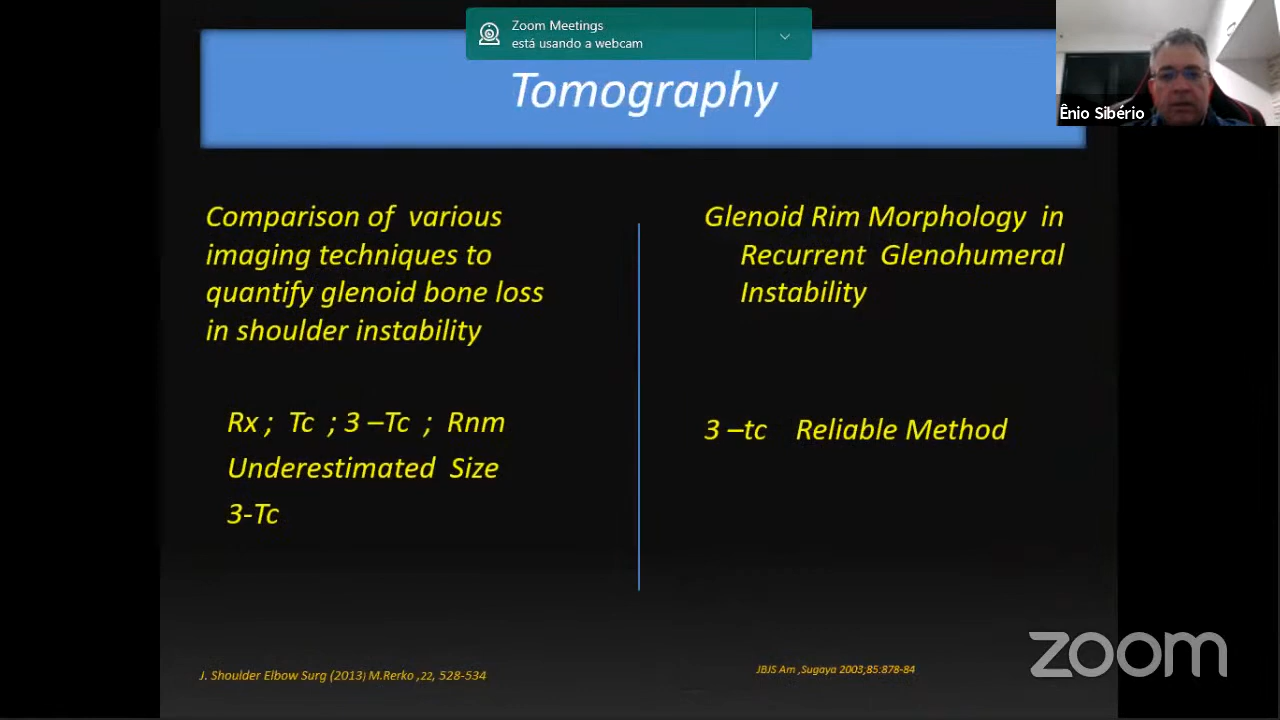 Zoom Meetings
está usando a webcam
Tomography
Ênio Sibério
Comparison of various
imaging techniques to
quantify glenoid bone loss
in shoulder instability
Rx ; Tc ; 3 –Tc ; Rnm
Underestimated Size
3-Tc
Glenoid Rim Morphology in
Recurrent Glenohumeral
Instability
3 –tc Reliable Method
J. Shoulder Elbow Surg (2013) M.Rerko ,22, 528-534
JBJS Am ,Sugaya 2003;85:878-84
zoom